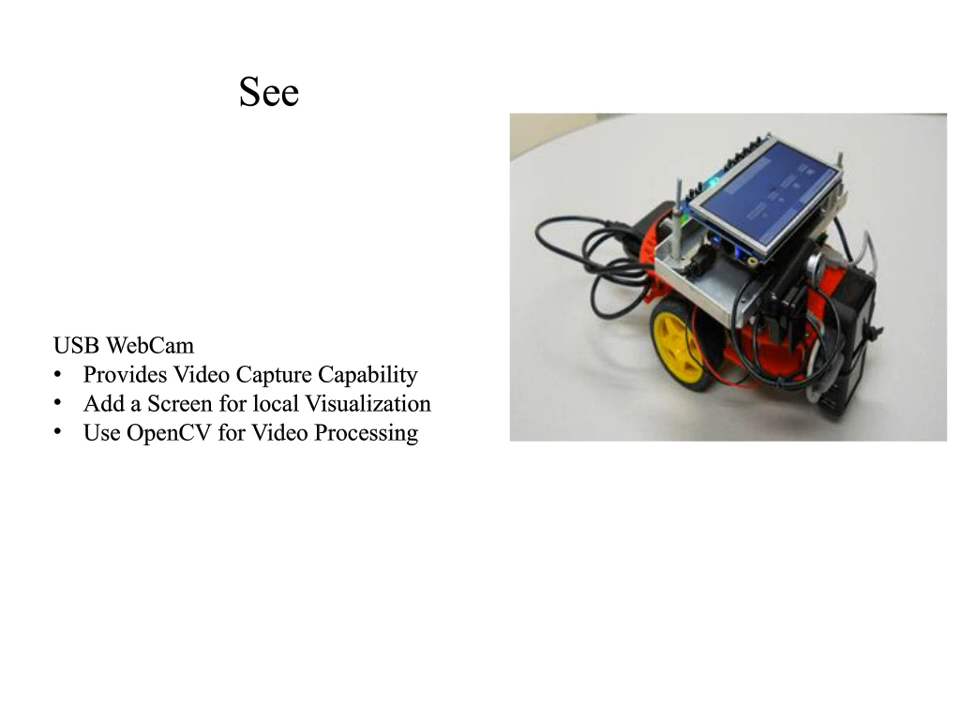 See
USB WebCam
• Provides Video Capture Capability
• Add a Screen for local Visualization
• Use OpenCV for Video Processing